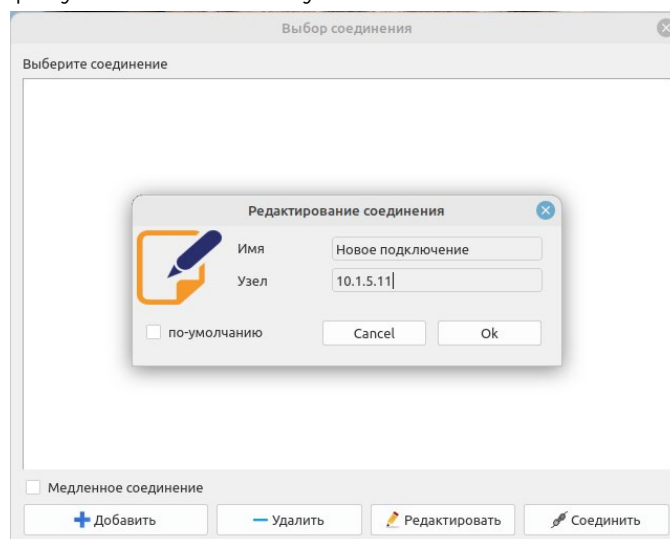 Выбор соединения
Выберите соединение
Редактирование соединения
Имя Новое подключение
Узел 10.1.5.11
по-умолчанию Cancel Ok
Медленное соединение
Добавить Удалить Редактировать Соединить